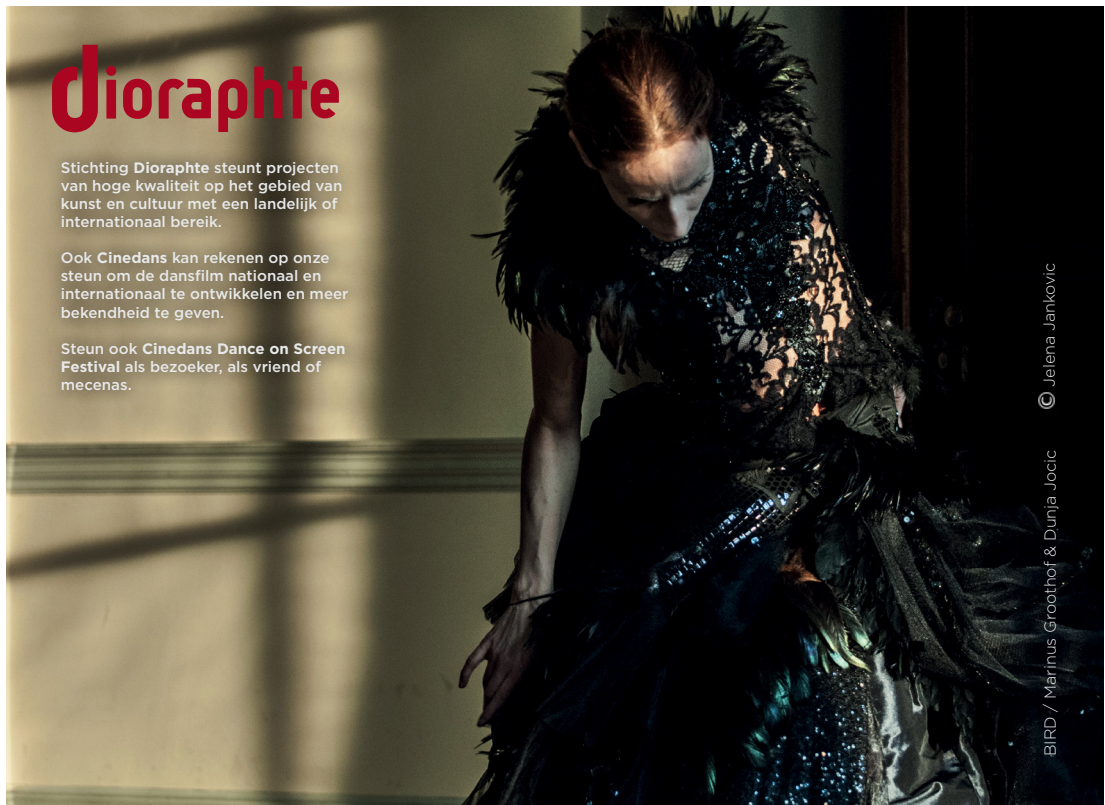 dioraphte
Stichting Dioraphte steunt projecten
van hoge kwaliteit op het gebied van
kunst en cultuur met een landelijk of
internationaal bereik.
Ook Cinedans kan rekenen op onze
steun om de dansfilm nationaal en
internationaal te ontwikkelen en meer
bekendheid te geven.
Steun ook Cinedans Dance on Screen
Festival als bezoeker, als vriend of
mecenas.
BIRD / Marinus Groothof & Dunja Jocic © Jelena Jankovic